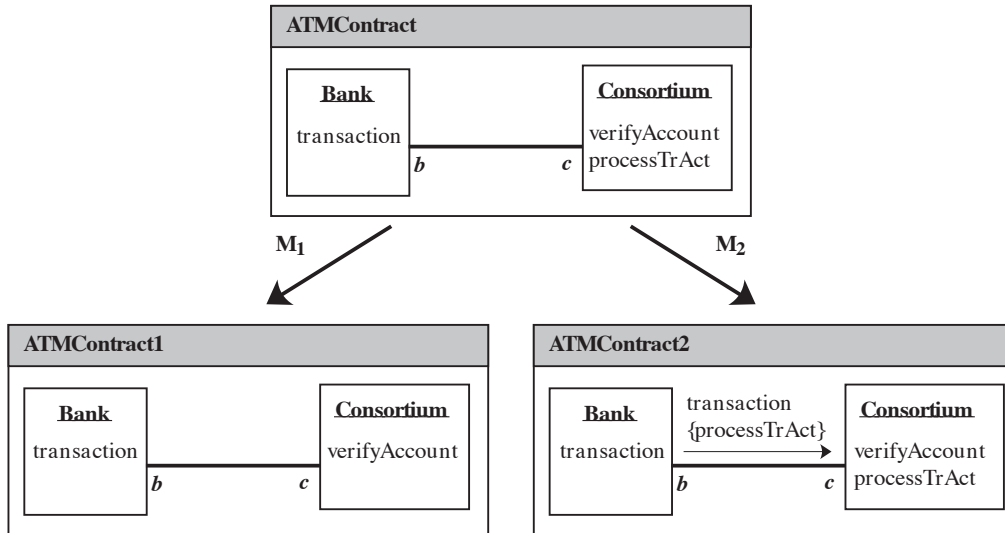 ATMContract
Bank
transaction
b
c
Consortium
verifyAccount
processTrAct
M1
M2
ATMContract1
Bank
transaction
b
c
Consortium
verifyAccount
ATMContract2
Bank
transaction
b
transaction
{processTrAct}
c
Consortium
verifyAccount
processTrAct